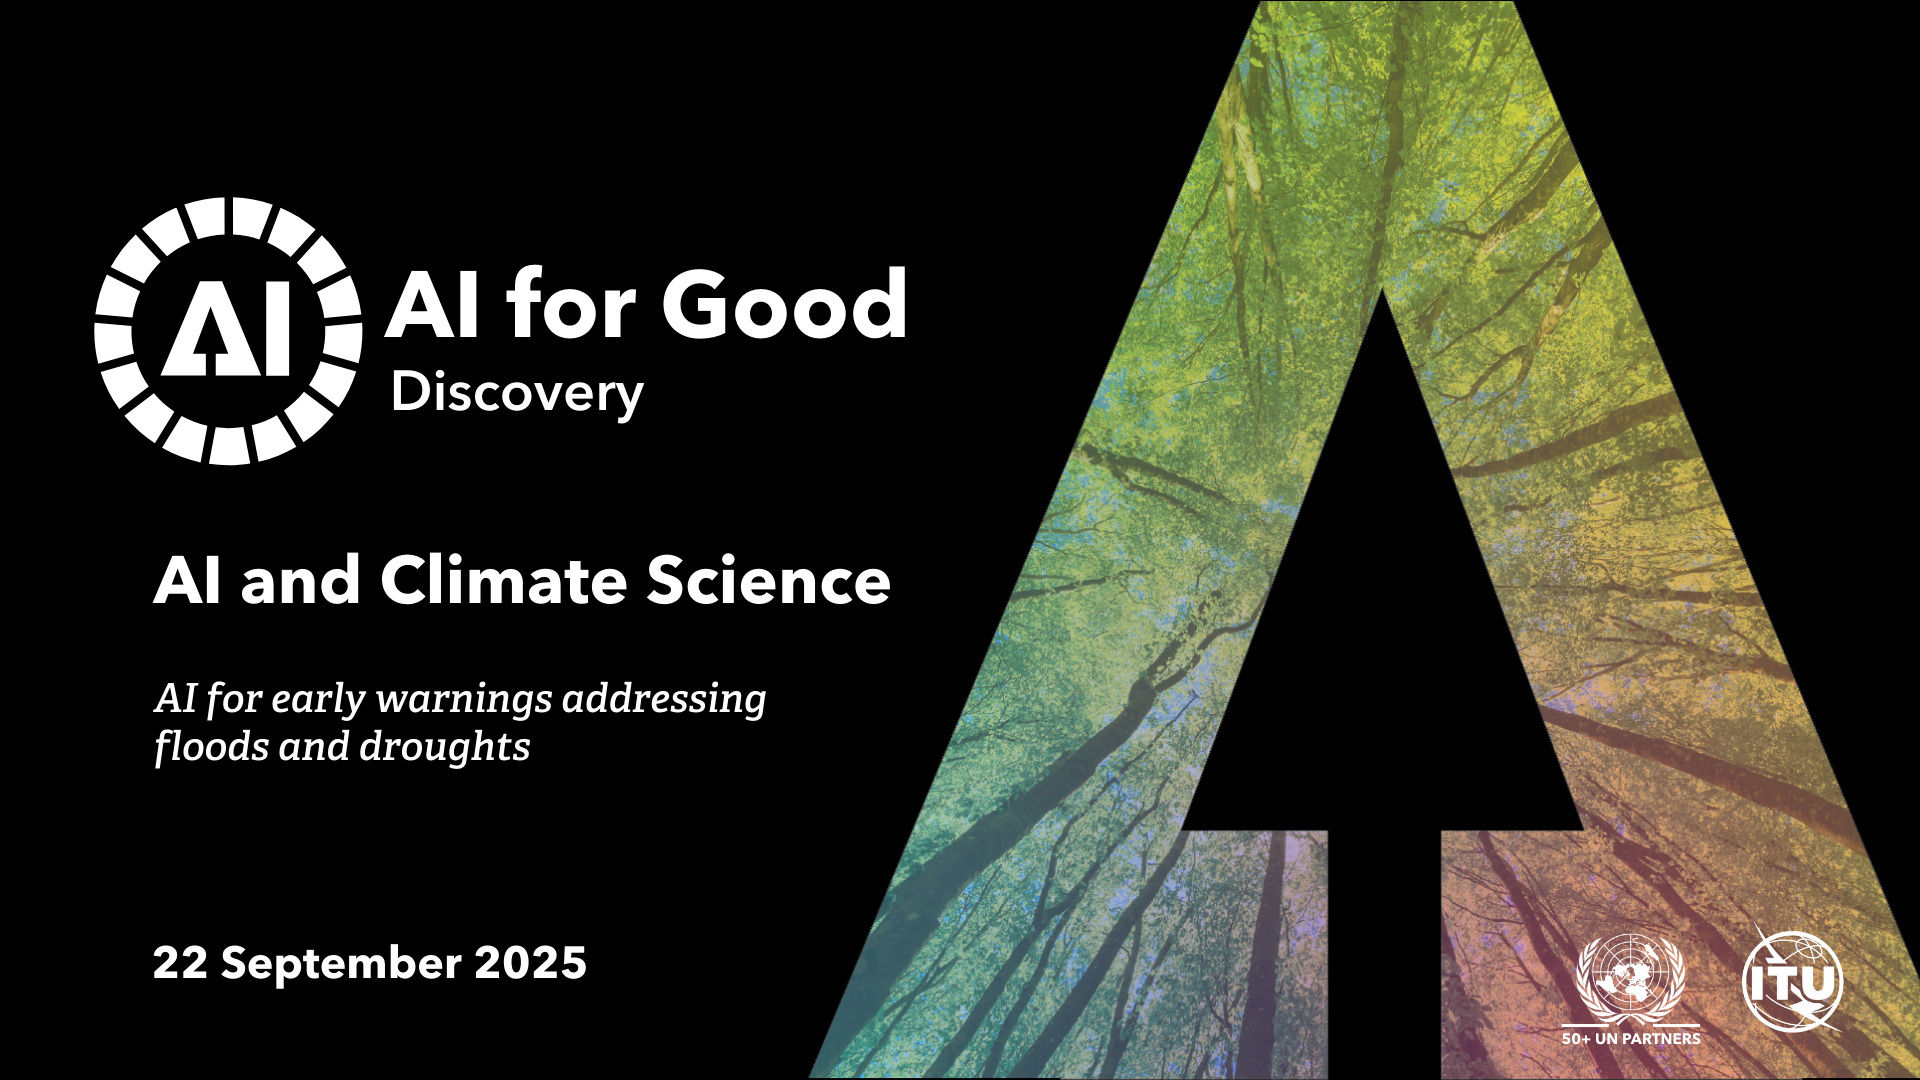 AI
AI for Good
Discovery
AI and Climate Science
AI for early warnings addressing
floods and droughts
22 September 2025
50+ UN PARTNERS
ITU